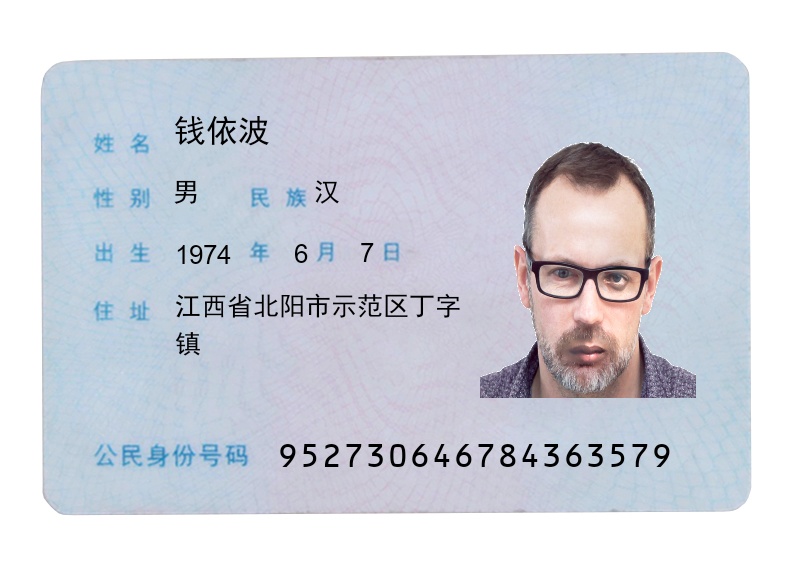 姓名 钱依波
性别 男 民族 汉
出生 1974 年 6 月 7 日
住址 江西省北阳市示范区丁字
镇
公民身份号码 952730646784363579